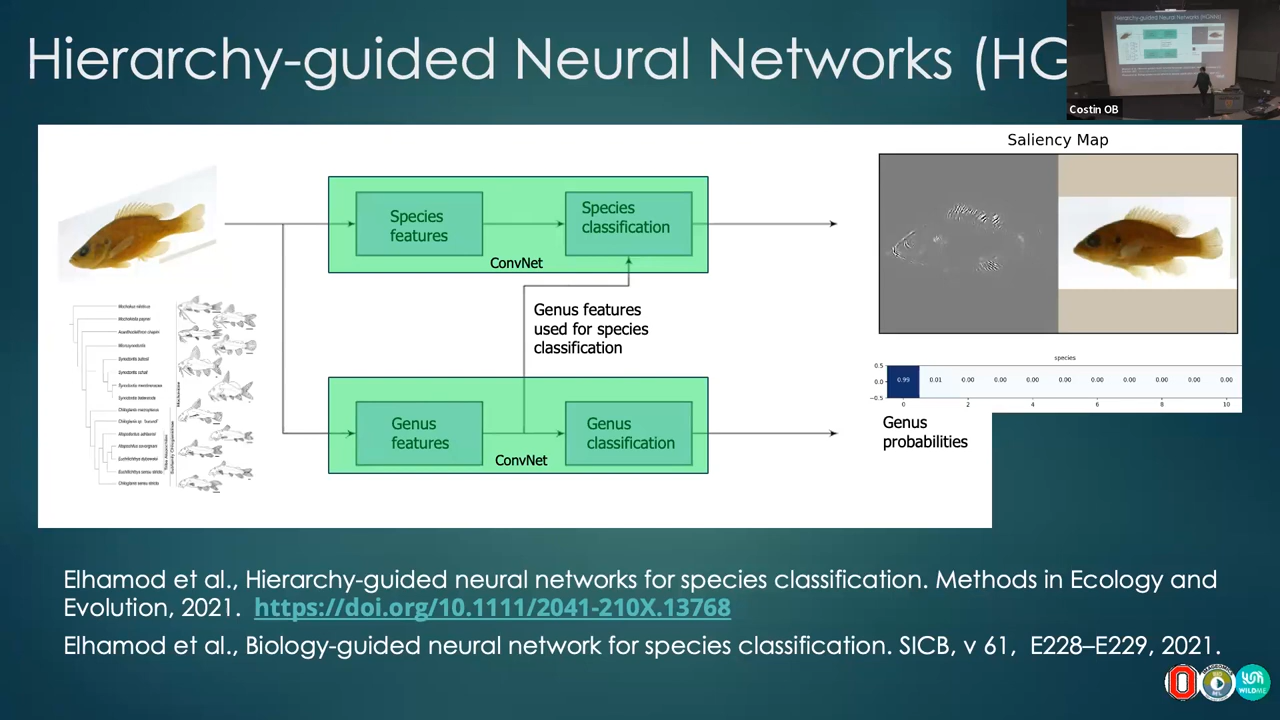 Hierarchy-guided Neural Networks (HG
Costin OB
Saliency Map
Species
features
Species
classification
ConvNet
Genus features
used for species
classification
Genus
features
Genus
classification
ConvNet
species
0.5
0.0
−0.5
0.99 0.01 0.00 0.00 0.00 0.00 0.00 0.00 0.00 0.00 0.00
0 2 4 6 8 10
Genus
probabilities
Elhamod et al., Hierarchy-guided neural networks for species classification. Methods in Ecology and
Evolution, 2021. https://doi.org/10.1111/2041-210X.13768
Elhamod et al., Biology-guided neural network for species classification. SICB, v 61, E228–E229, 2021.
WILDME